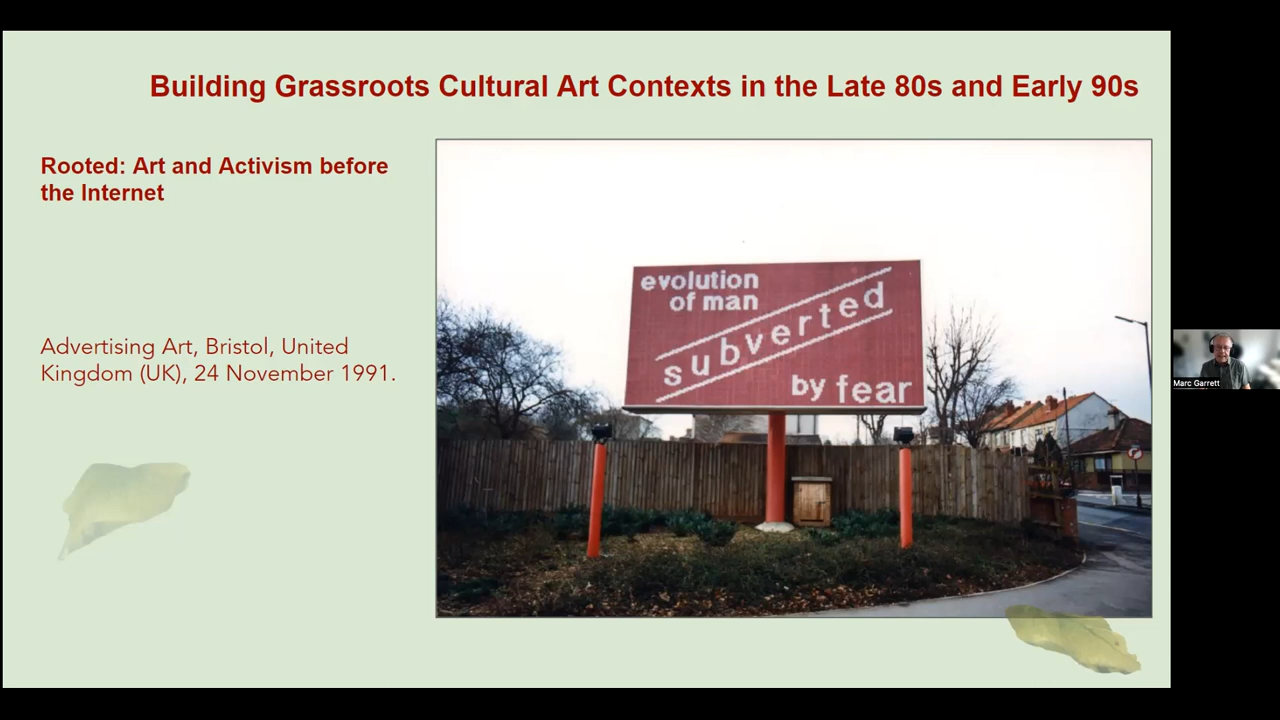 Building Grassroots Cultural Art Contexts in the Late 80s and Early 90s
Rooted: Art and Activism before
the Internet
Advertising Art, Bristol, United
Kingdom (UK), 24 November 1991.
evolution
of man
subverted
by fear
Marc Garrett